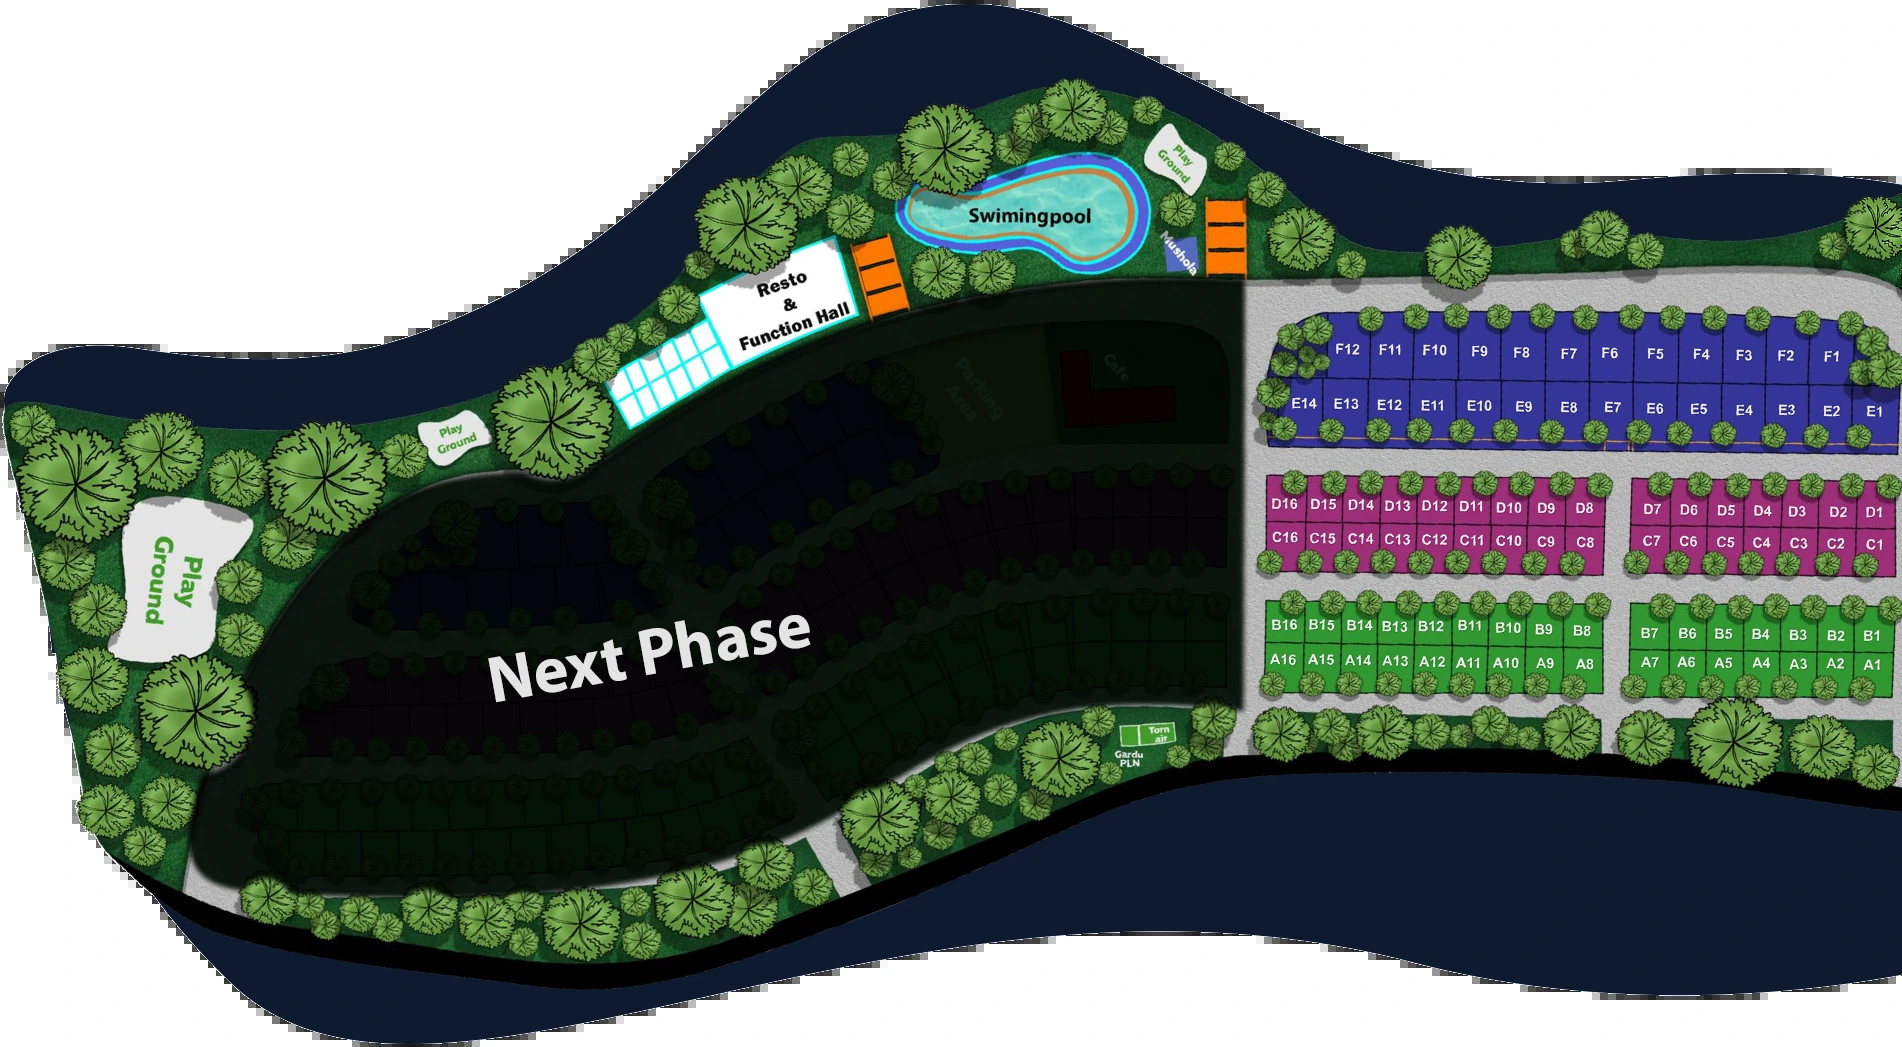 Play
Ground
Swimingpool
Mushola
Resto
&
Function Hall
Play
Ground
Play
Ground
Parking
Area
Cafe
Next Phase
Torn
air
Gardu
PLN
F12 F11 F10 F9 F8 F7 F6 F5 F4 F3 F2 F1
E14 E13 E12 E11 E10 E9 E8 E7 E6 E5 E4 E3 E2 E1
D16 D15 D14 D13 D12 D11 D10 D9 D8 D7 D6 D5 D4 D3 D2 D1
C16 C15 C14 C13 C12 C11 C10 C9 C8 C7 C6 C5 C4 C3 C2 C1
B16 B15 B14 B13 B12 B11 B10 B9 B8 B7 B6 B5 B4 B3 B2 B1
A16 A15 A14 A13 A12 A11 A10 A9 A8 A7 A6 A5 A4 A3 A2 A1